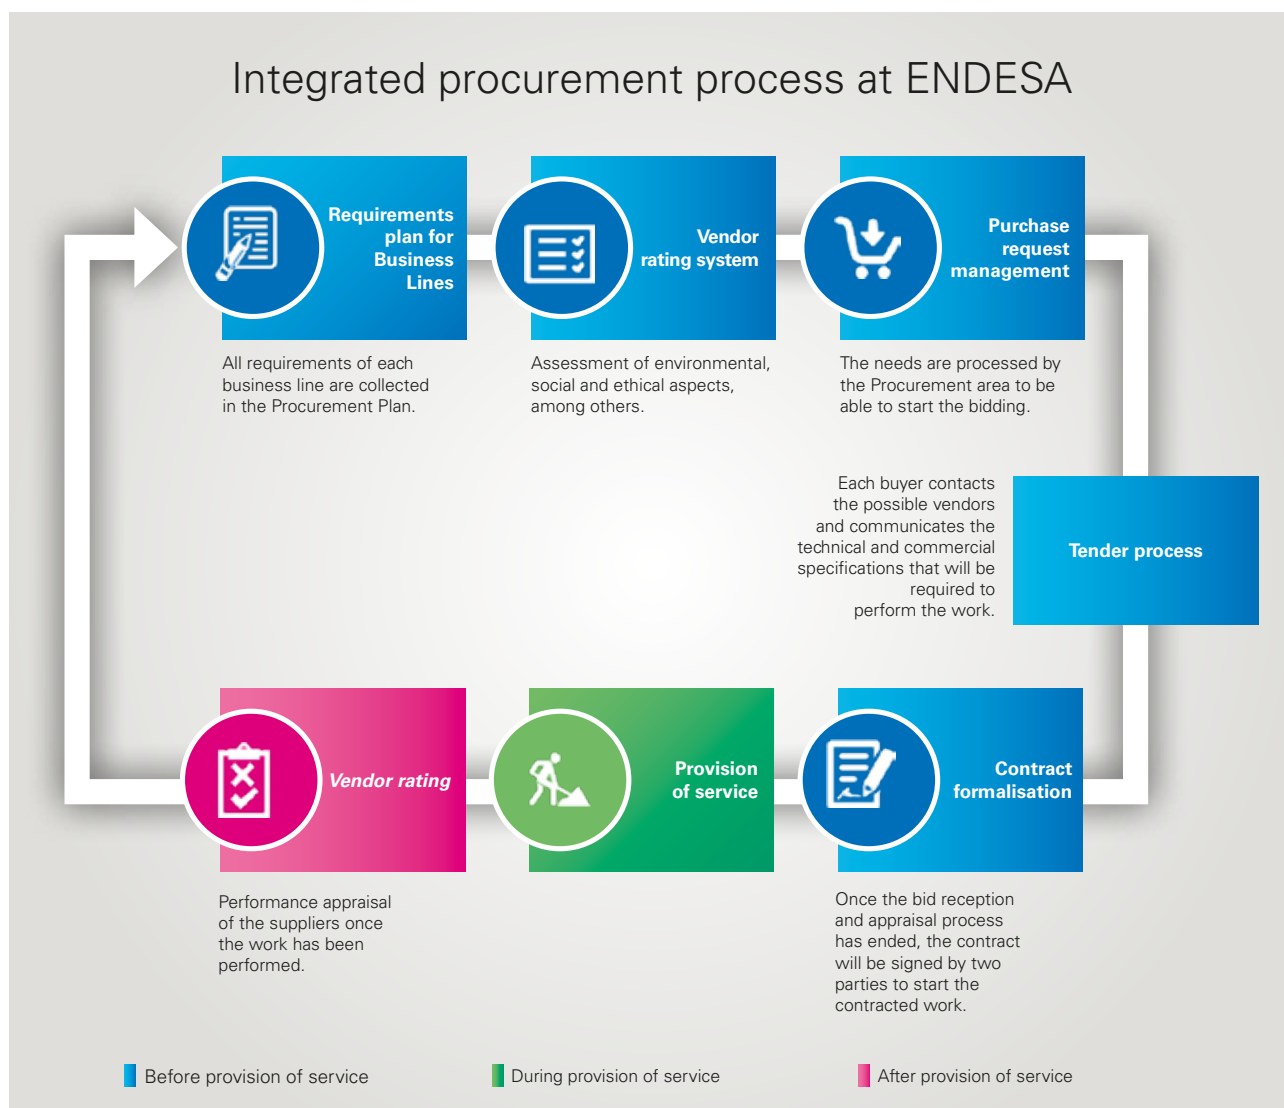 Integrated procurement process at ENDESA
Requirements
plan for
Business
Lines
Vendor
rating system
Purchase
request
management
All requirements of each
business line are collected
in the Procurement Plan.
Assessment of environmental,
social and ethical aspects,
among others.
The needs are processed by
the Procurement area to be
able to start the bidding.
Each buyer contacts
the possible vendors
and communicates the
technical and commercial
specifications that will be
required to
perform the work.
Tender process
Vendor rating
Provision
of service
Contract
formalisation
Performance appraisal
of the suppliers once
the work has been
performed.
Once the bid reception
and appraisal process
has ended, the contract
will be signed by two
parties to start the
contracted work.
Before provision of service
During provision of service
After provision of service